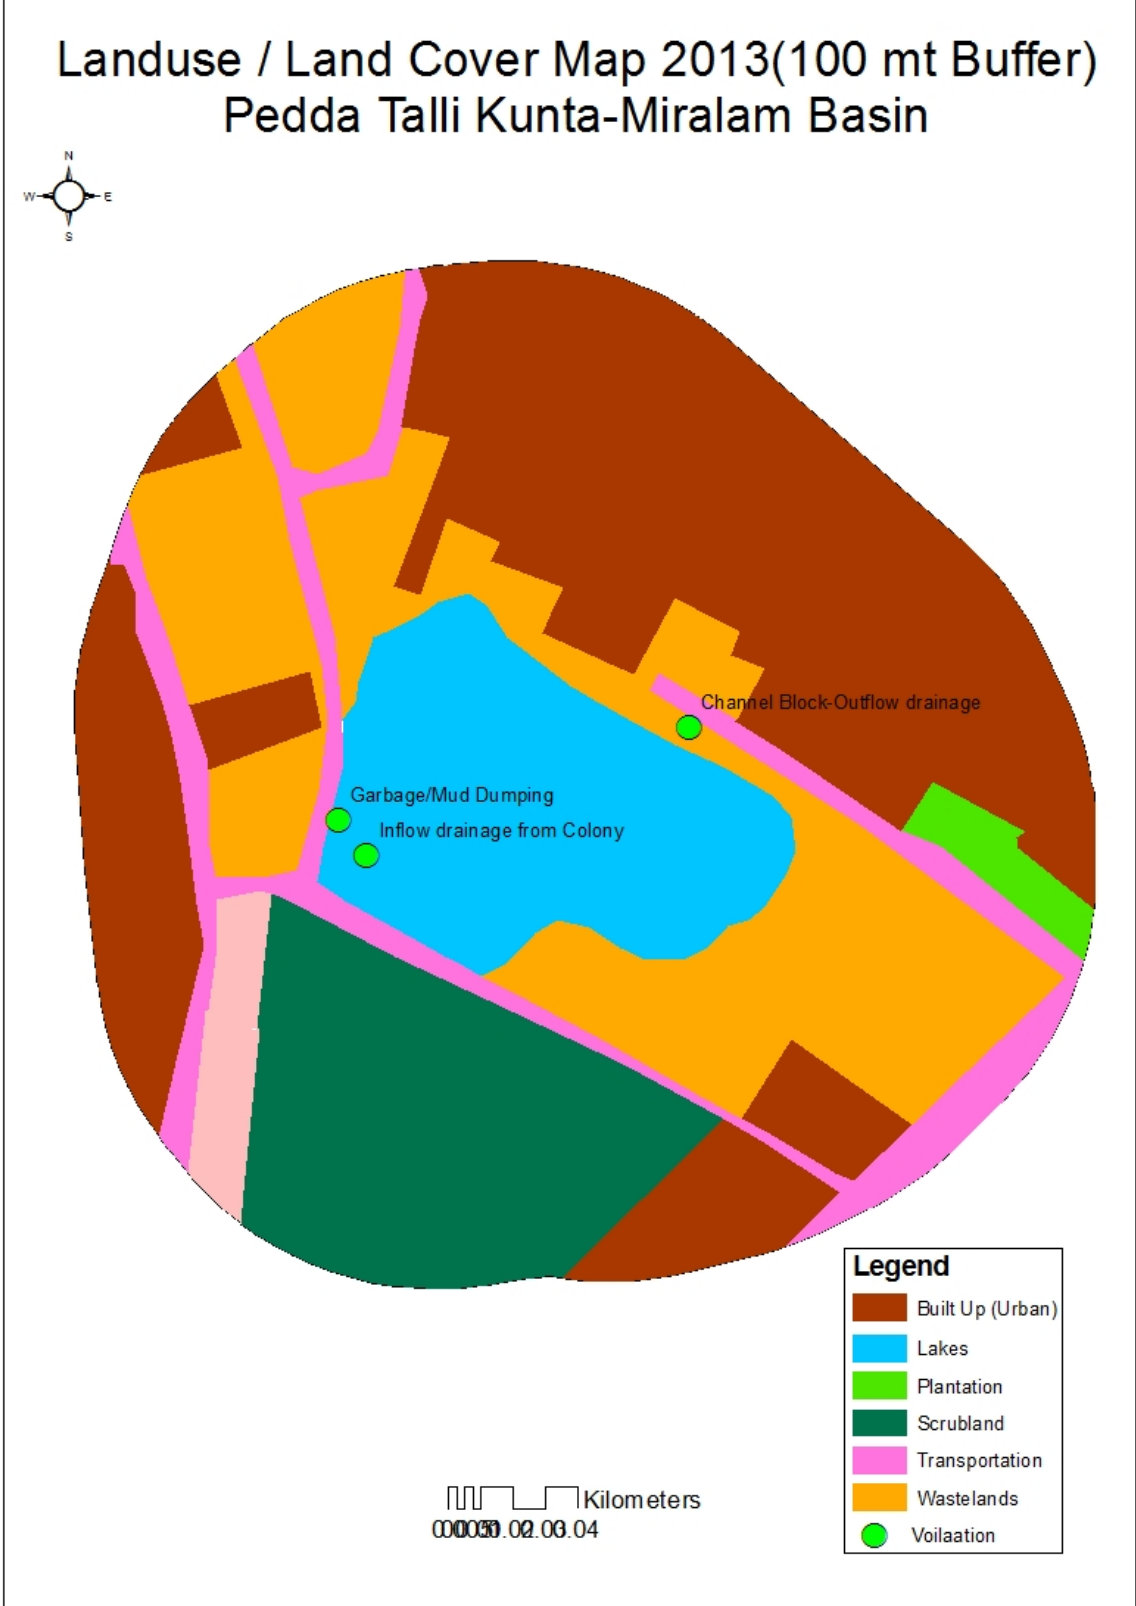 Landuse / Land Cover Map 2013(100 mt Buffer)
Pedda Talli Kunta-Miralam Basin
N
W E
S
Channel Block-Outflow drainage
Garbage/Mud Dumping
Inflow drainage from Colony
Legend
Built Up (Urban)
Lakes
Plantation
Scrubland
Transportation
Wastelands
Voilaation
Kilometers